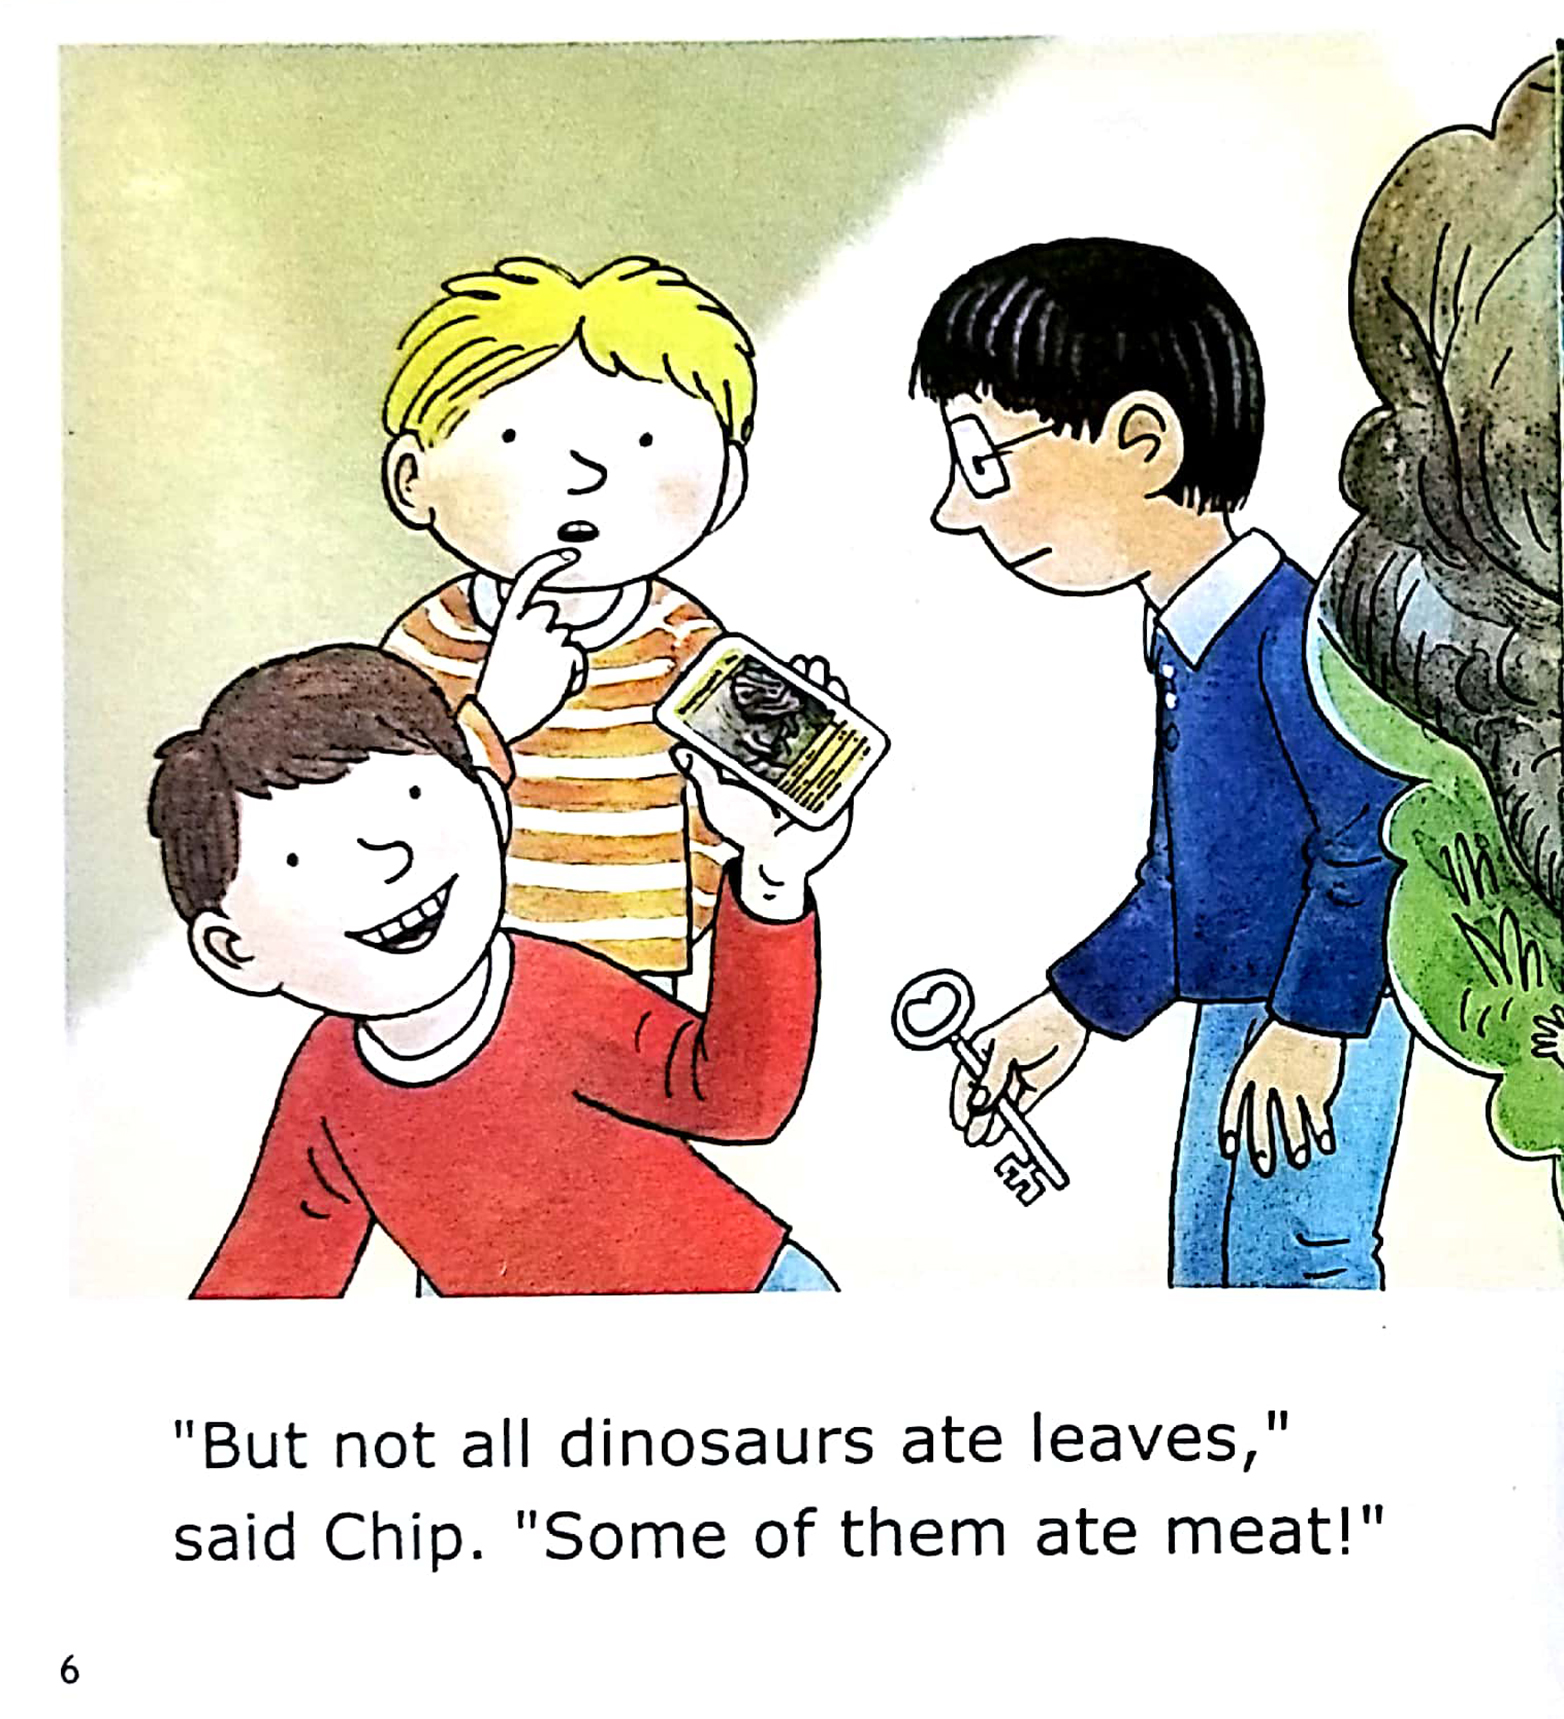 "But not all dinosaurs ate leaves,"
said Chip. "Some of them ate meat!"
6